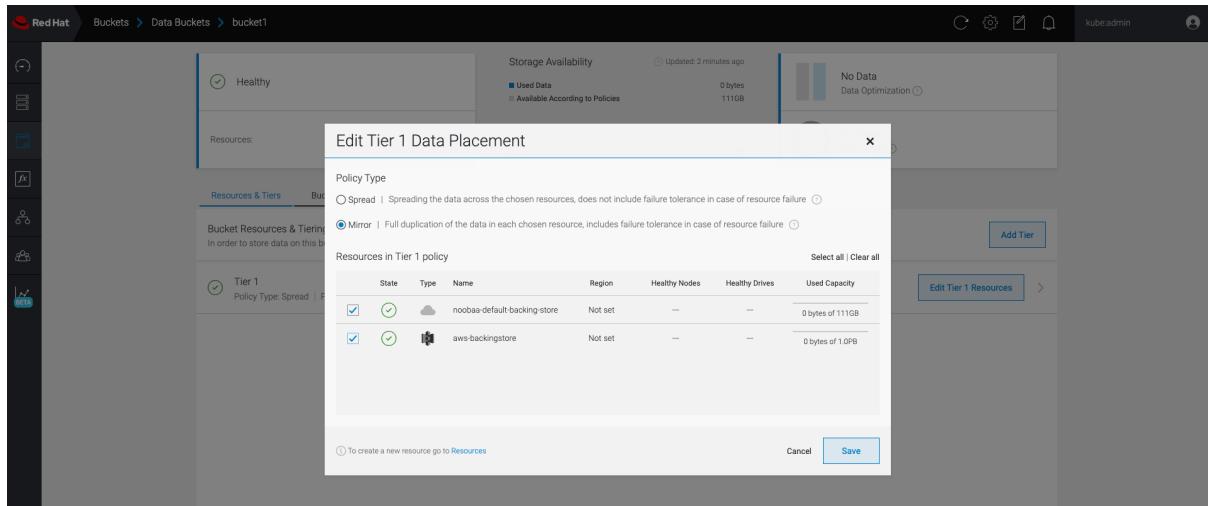 Red Hat
Buckets > Data Buckets > bucket1
kube:admin
Healthy
Storage Availability
Updated: 2 minutes ago
Used Data 0 bytes
Available According to Policies 111GB
No Data
Data Optimization
Resources:
Edit Tier 1 Data Placement
Policy Type
Spread | Spreading the data across the chosen resources, does not include failure tolerance in case of resource failure
Mirror | Full duplication of the data in each chosen resource, includes failure tolerance in case of resource failure
Resources in Tier 1 policy
Select all | Clear all
State Type Name Region Healthy Nodes Healthy Drives Used Capacity
noobaa-default-backing-store Not set — — 0 bytes of 111GB
aws-backingstore Not set — — 0 bytes of 1.0PB
To create a new resource go to Resources
Cancel Save
Resources & Tiers
Buc
Bucket Resources & Tiering
In order to store data on this b
Add Tier
Tier 1
Policy Type: Spread |
Edit Tier 1 Resources
fx
BETA